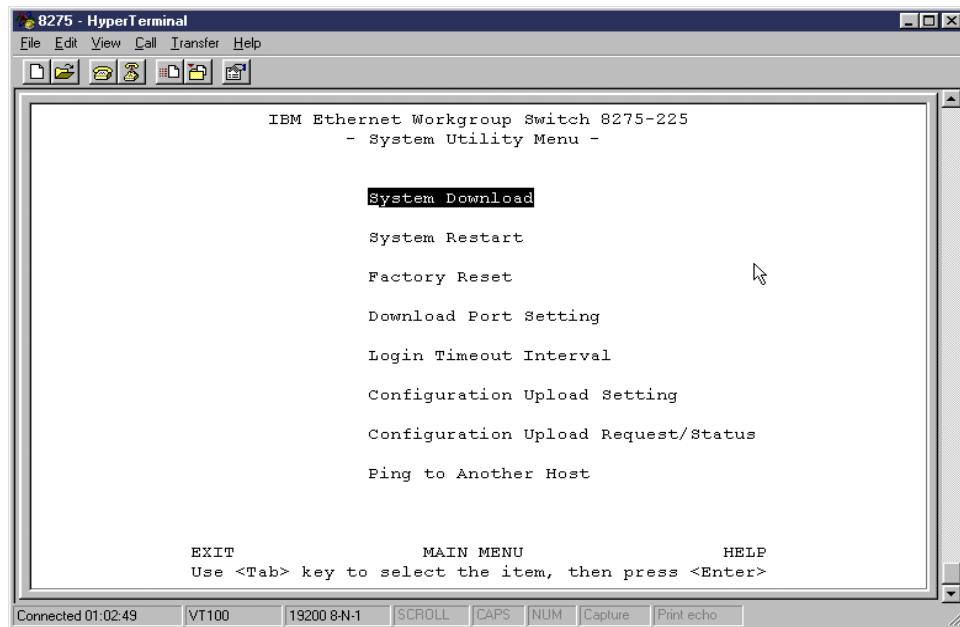 8275 - HyperTerminal
File Edit View Call Transfer Help
IBM Ethernet Workgroup Switch 8275-225
- System Utility Menu -
System Download
System Restart
Factory Reset
Download Port Setting
Login Timeout Interval
Configuration Upload Setting
Configuration Upload Request/Status
Ping to Another Host
EXIT MAIN MENU HELP
Use <Tab> key to select the item, then press <Enter>
Connected 01:02:49 VT100 19200 8-N-1 SCROLL CAPS NUM Capture Print echo